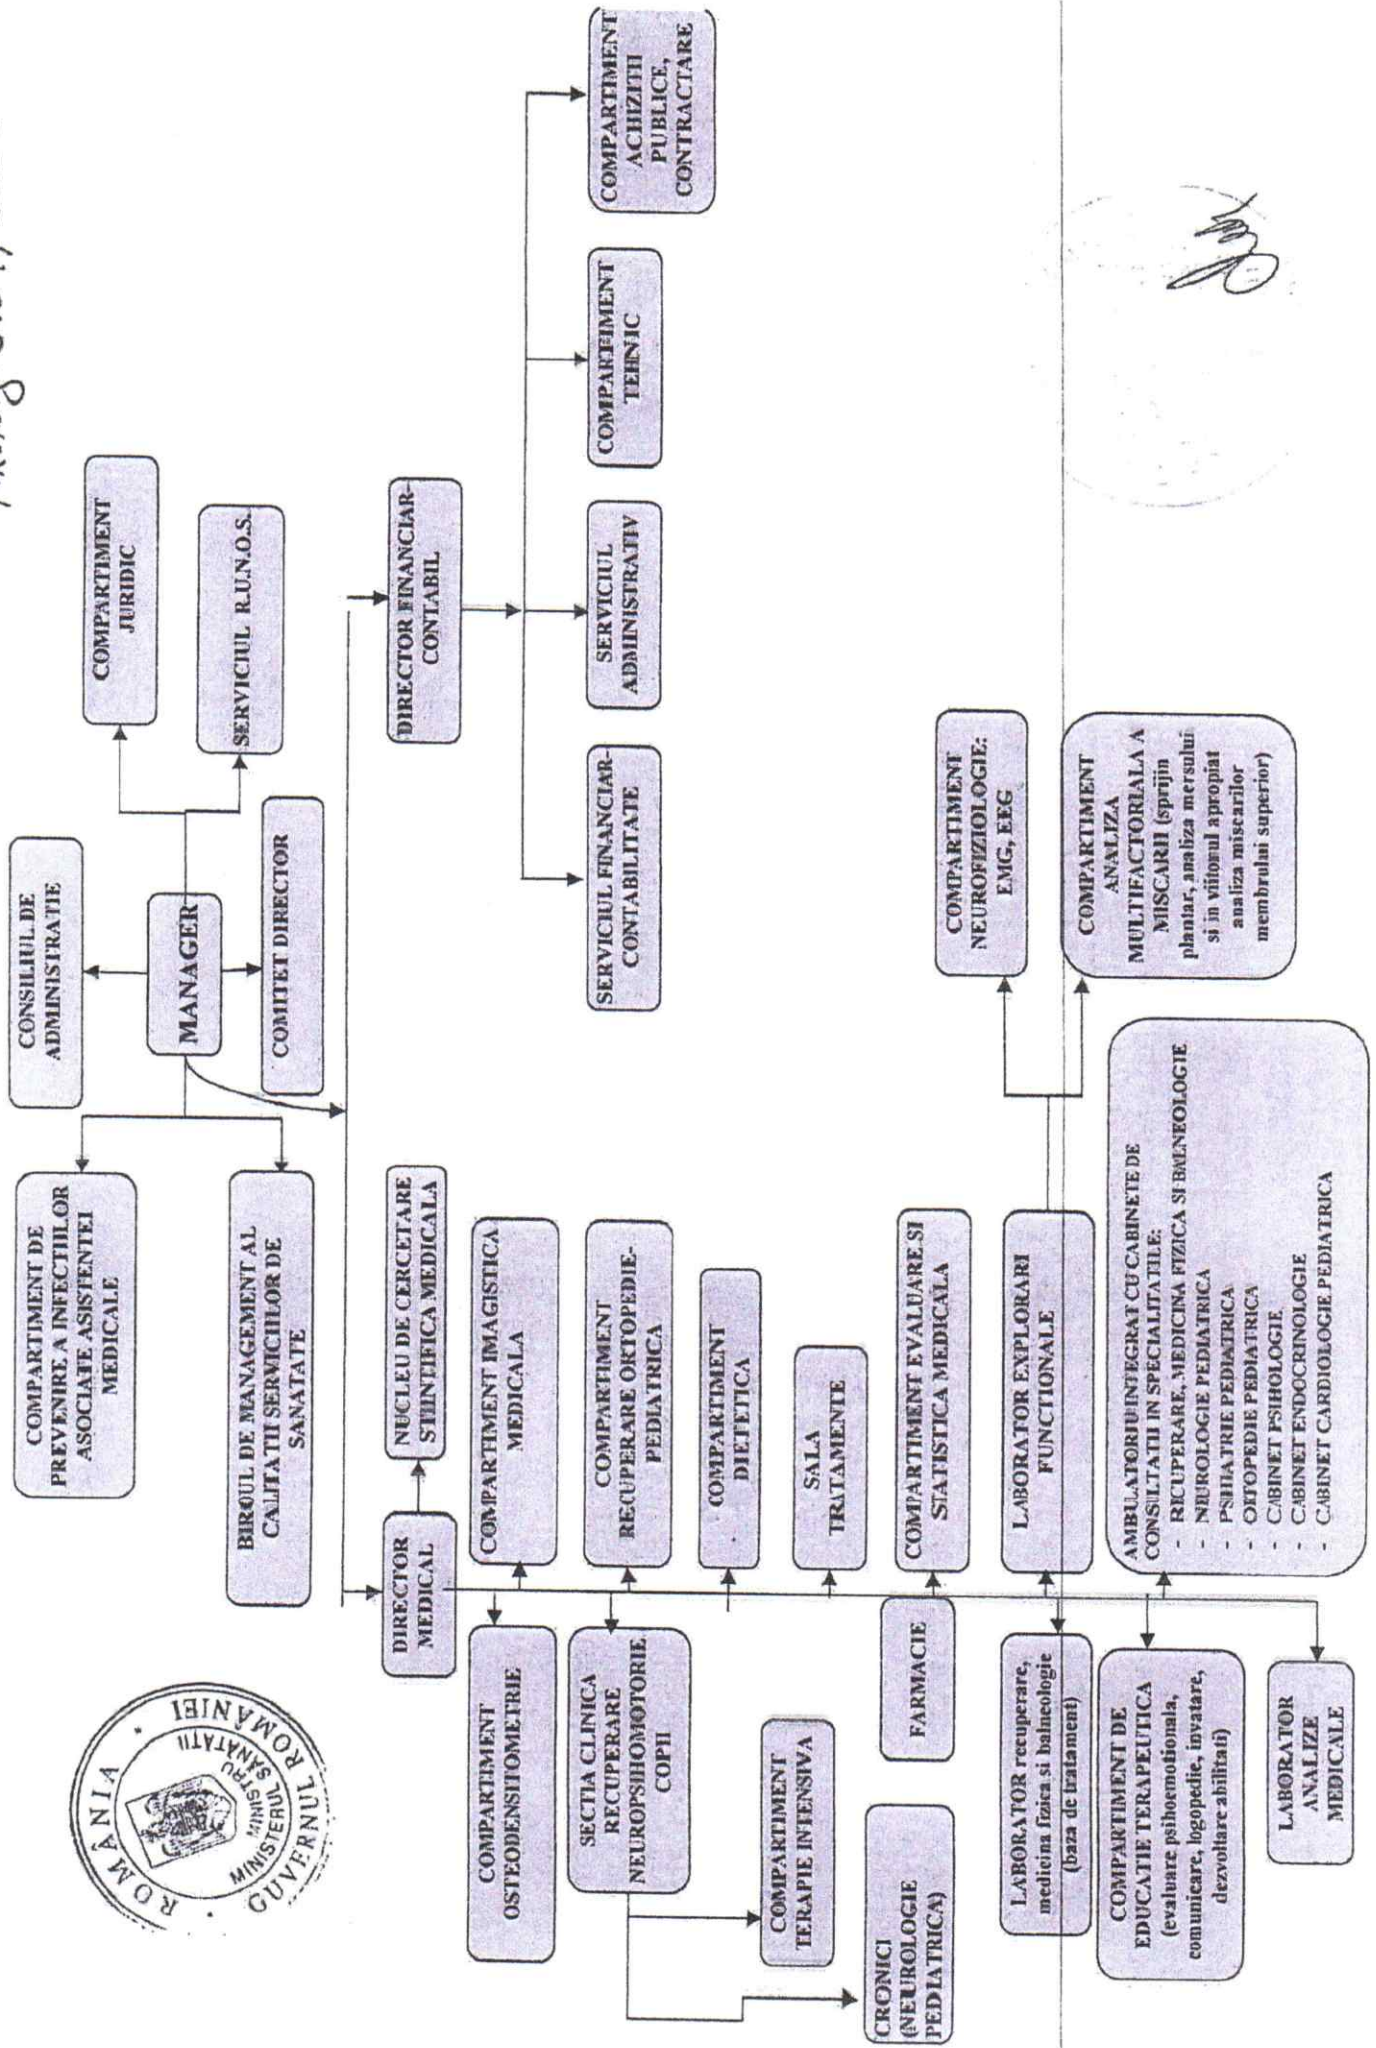 CONSILIUL DE
ADMINISTRATIE
MANAGER
COMITET DIRECTOR
COMPARTIMENT
JURIDIC
SERVICIUL R.U.N.O.S.
COMPARTIMENT DE
PREVENIRE A INFECTIILOR
ASOCIATE ASISTENTEI
MEDICALE
BIROUL DE MANAGEMENT AL
CALITATII SERVICIILOR DE
SANATATE
ROMÂNIA
GUVERNUL ROMÂNIEI
MINISTERUL SĂNĂTĂȚII
MINISTRU
DIRECTOR
MEDICAL
NUCLEU DE CERCETARE
STIINTIFICA MEDICALA
DIRECTOR FINANCIAR-
CONTABIL
COMPARTIMENT
OSTEODENSITOMETRIE
COMPARTIMENT IMAGISTICA
MEDICALA
SECTIA CLINICA
RECUPERARE
NEUROPSIHOMOTORIE
COPII
COMPARTIMENT
RECUPERARE ORTOPEDIE-
PEDIATRICA
SERVICIUL FINANCIAR-
CONTABILITATE
SERVICIUL
ADMINISTRATIV
COMPARTIMENT
TEHNIC
COMPARTIMENT
ACHIZITII
PUBLICE,
CONTRACTARE
COMPARTIMENT
DIETETICA
COMPARTIMENT
TERAPIE INTENSIVA
SALA
TRATAMENTE
CRONICI
(NEUROLOGIE
PEDIATRICA)
FARMACIE
COMPARTIMENT EVALUARE SI
STATISTICA MEDICALA
LABORATOR recuperare,
medicina fizica si balneologie
(baza de tratament)
LABORATOR EXPLORARI
FUNCTIONALE
COMPARTIMENT
NEUROFIZIOLOGIE:
EMG, EEG
COMPARTIMENT
ANALIZA
MULTIFACTORIALA A
MISCARII (sprijin
plantar, analiza mersului
si in viitorul apropiat
analiza miscarilor
membrului superior)
COMPARTIMENT DE
EDUCATIE TERAPEUTICA
(evaluare psihoemotionala,
comunicare, logopedie, invatare,
dezvoltare abilitati)
AMBULATORIU INTEGRAT CU CABINETE DE
CONSULTATII IN SPECIALITATILE:
- RECUPERARE, MEDICINA FIZICA SI BALNEOLOGIE
- NEUROLOGIE PEDIATRICA
- PSIHIATRIE PEDIATRICA
- ORTOPEDIE PEDIATRICA
- CABINET PSIHOLOGIE
- CABINET ENDOCRINOLOGIE
- CABINET CARDIOLOGIE PEDIATRICA
LABORATOR
ANALIZE
MEDICALE